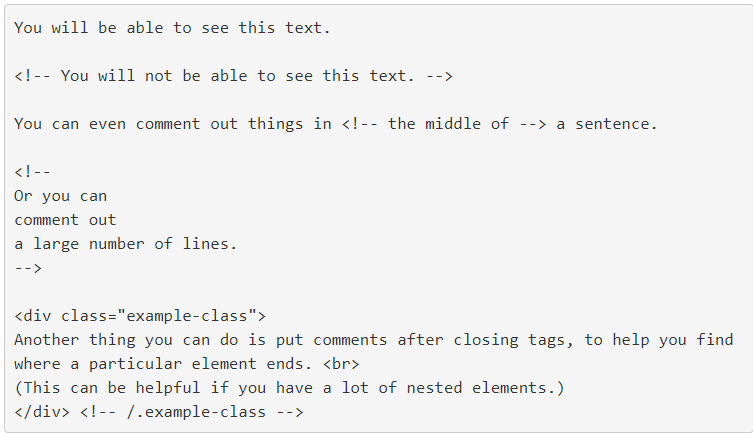 You will be able to see this text.
<!-- You will not be able to see this text. -->
You can even comment out things in <!-- the middle of --> a sentence.
<!--
Or you can
comment out
a large number of lines.
-->
<div class="example-class">
Another thing you can do is put comments after closing tags, to help you find
where a particular element ends. <br>
(This can be helpful if you have a lot of nested elements.)
</div> <!-- /.example-class -->